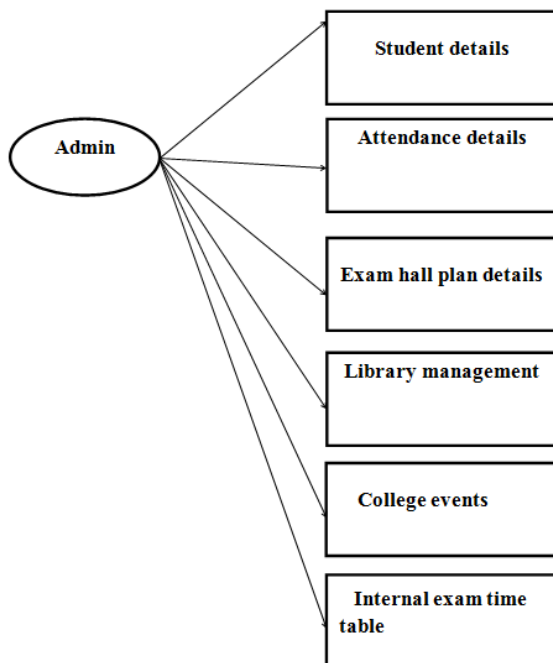 Student details
Admin
Attendance details
Exam hall plan details
Library management
College events
Internal exam time
table